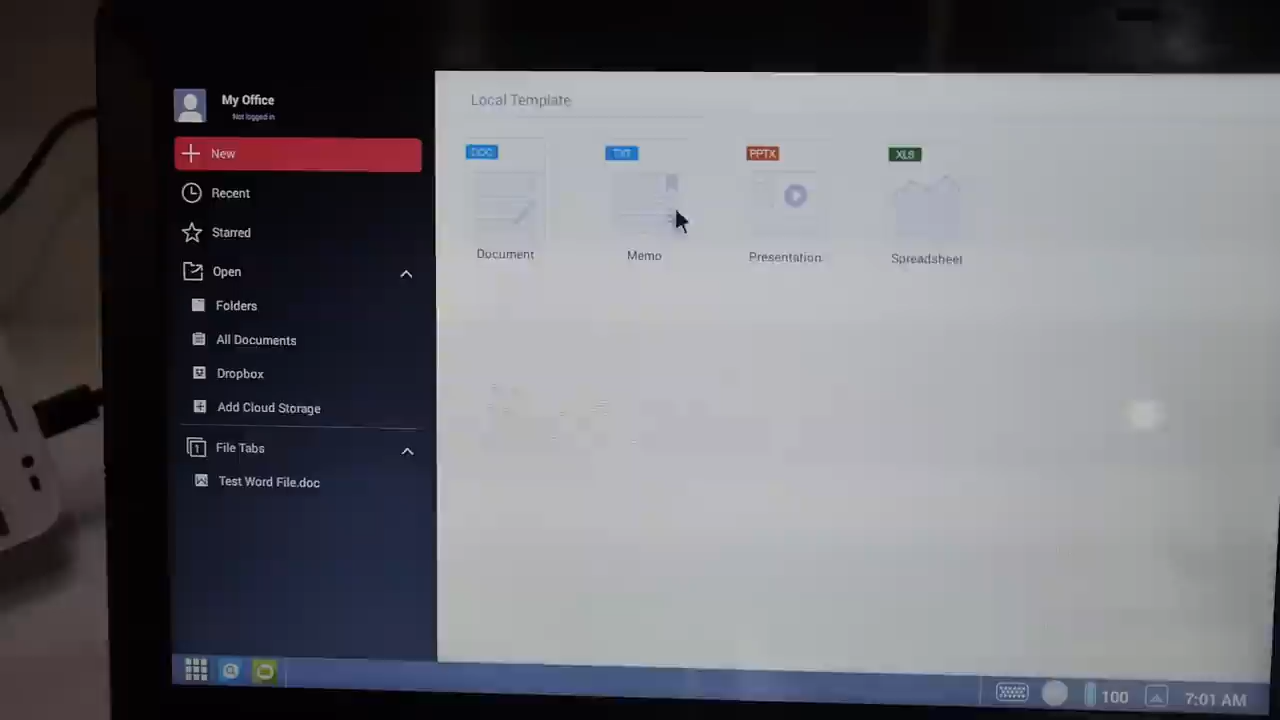 My Office
Not logged in
New
Recent
Starred
Open
Folders
All Documents
Dropbox
Add Cloud Storage
1 File Tabs
Test Word File.doc
Local Template
DOC
TXT
PPTX
XLS
Document
Memo
Presentation
Spreadsheet
100
7:01 AM